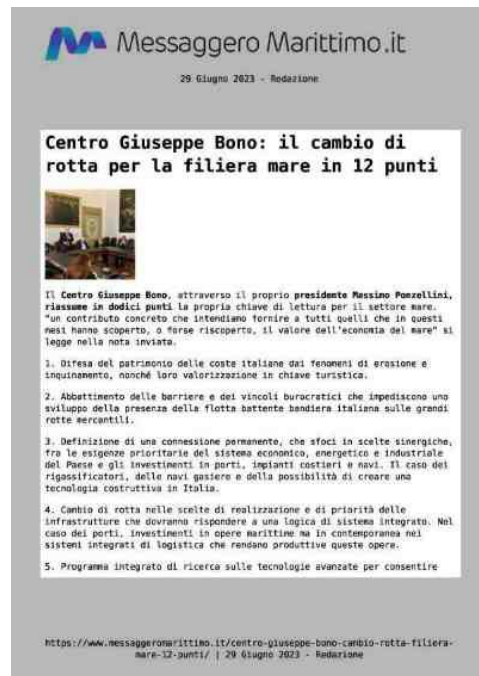 Messaggero Marittimo.it
29 Giugno 2023 - Redazione
Centro Giuseppe Bono: il cambio di
rotta per la filiera mare in 12 punti
Il Centro Giuseppe Bono, attraverso il proprio presidente Massimo Ponzellini,
riassume in dodici punti la propria chiave di lettura per il settore mare.
"un contributo concreto che intendiamo fornire a tutti quelli che in questi
mesi hanno scoperto, o forse riscoperto, il valore dell'economia del mare" si
legge nella nota inviata.
1. Difesa del patrimonio delle coste italiane dai fenomeni di erosione e
inquinamento, nonché loro valorizzazione in chiave turistica.
2. Abbattimento delle barriere e dei vincoli burocratici che impediscono uno
sviluppo della presenza della flotta battente bandiera italiana sulle grandi
rotte mercantili.
3. Definizione di una connessione permanente, che sfoci in scelte sinergiche,
fra le esigenze prioritarie del sistema economico, energetico e industriale
del Paese e gli investimenti in porti, impianti costieri e navi. Il caso dei
rigassificatori, delle navi gasiere e della possibilità di creare una
tecnologia costruttiva in Italia.
4. Cambio di rotta nelle scelte di realizzazione e di priorità delle
infrastrutture che dovranno rispondere a una logica di sistema integrato. Nel
caso dei porti, investimenti in opere marittime ma in contemporanea nei
sistemi integrati di logistica che rendano produttive queste opere.
5. Programma integrato di ricerca sulle tecnologie avanzate per consentire
https://www.messaggeromarittimo.it/centro-giuseppe-bono-cambio-rotta-filiera-
mare-12-punti/ | 29 Giugno 2023 - Redazione